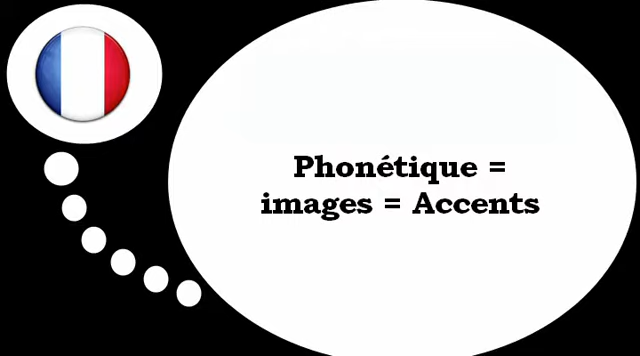 Phonétique =
images = Accents